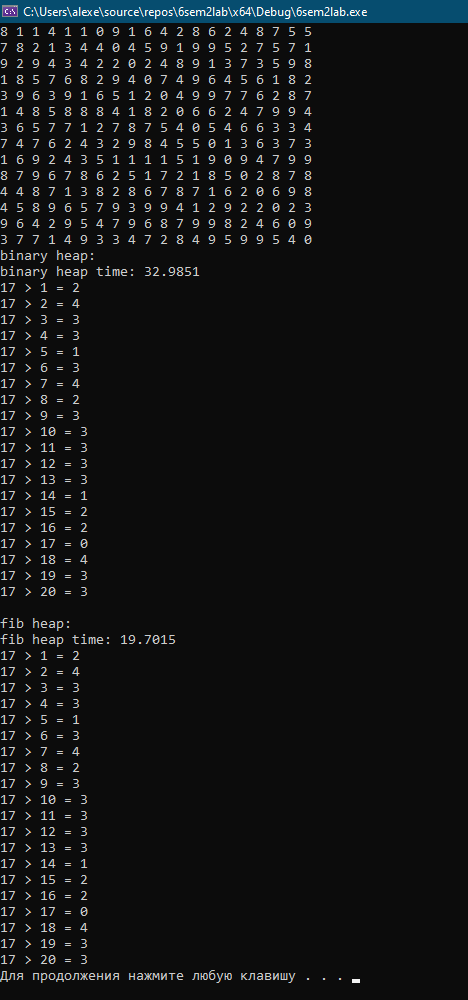 C:\Users\alexe\source\repos\6sem2lab\x64\Debug\6sem2lab.exe
8 1 1 4 1 1 0 9 1 6 4 2 8 6 2 4 8 7 5 5
7 8 2 1 3 4 4 0 4 5 9 1 9 9 5 2 7 5 7 1
9 2 9 4 3 4 2 2 0 2 4 8 9 1 3 7 3 5 9 8
1 8 5 7 6 8 2 9 4 0 7 4 9 6 4 5 6 1 8 2
3 9 6 3 9 1 6 5 1 2 0 4 9 9 7 7 6 2 8 7
1 4 8 5 8 8 8 4 1 8 2 0 6 6 2 4 7 9 9 4
3 6 5 7 7 1 2 7 8 7 5 4 0 5 4 6 6 3 3 4
7 4 7 6 2 4 3 2 9 8 4 5 5 0 1 3 6 3 7 3
1 6 9 2 4 3 5 1 1 1 1 5 1 9 0 9 4 7 9 9
8 7 9 6 7 8 6 2 5 1 7 2 1 8 5 0 2 8 7 8
4 4 8 7 1 3 8 2 8 6 7 8 7 1 6 2 0 6 9 8
4 5 8 9 6 5 7 9 3 9 9 4 1 2 9 2 2 0 2 3
9 6 4 2 9 5 4 7 9 6 8 7 9 9 8 2 4 6 0 9
3 7 7 1 4 9 3 3 4 7 2 8 4 9 5 9 9 5 4 0
binary heap:
binary heap time: 32.9851
17 > 1 = 2
17 > 2 = 4
17 > 3 = 3
17 > 4 = 3
17 > 5 = 1
17 > 6 = 3
17 > 7 = 4
17 > 8 = 2
17 > 9 = 3
17 > 10 = 3
17 > 11 = 3
17 > 12 = 3
17 > 13 = 3
17 > 14 = 1
17 > 15 = 2
17 > 16 = 2
17 > 17 = 0
17 > 18 = 4
17 > 19 = 3
17 > 20 = 3
fib heap:
fib heap time: 19.7015
17 > 1 = 2
17 > 2 = 4
17 > 3 = 3
17 > 4 = 3
17 > 5 = 1
17 > 6 = 3
17 > 7 = 4
17 > 8 = 2
17 > 9 = 3
17 > 10 = 3
17 > 11 = 3
17 > 12 = 3
17 > 13 = 3
17 > 14 = 1
17 > 15 = 2
17 > 16 = 2
17 > 17 = 0
17 > 18 = 4
17 > 19 = 3
17 > 20 = 3
Для продолжения нажмите любую клавишу . . .